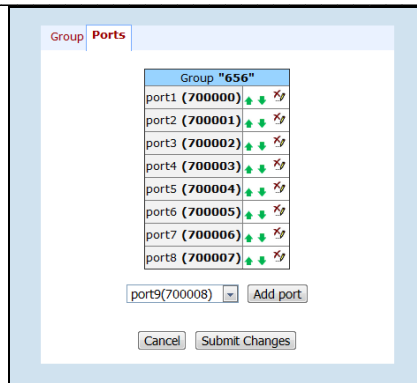 Group Ports
Group "656"
port1 (700000)
port2 (700001)
port3 (700002)
port4 (700003)
port5 (700004)
port6 (700005)
port7 (700006)
port8 (700007)
port9(700008) Add port
Cancel Submit Changes